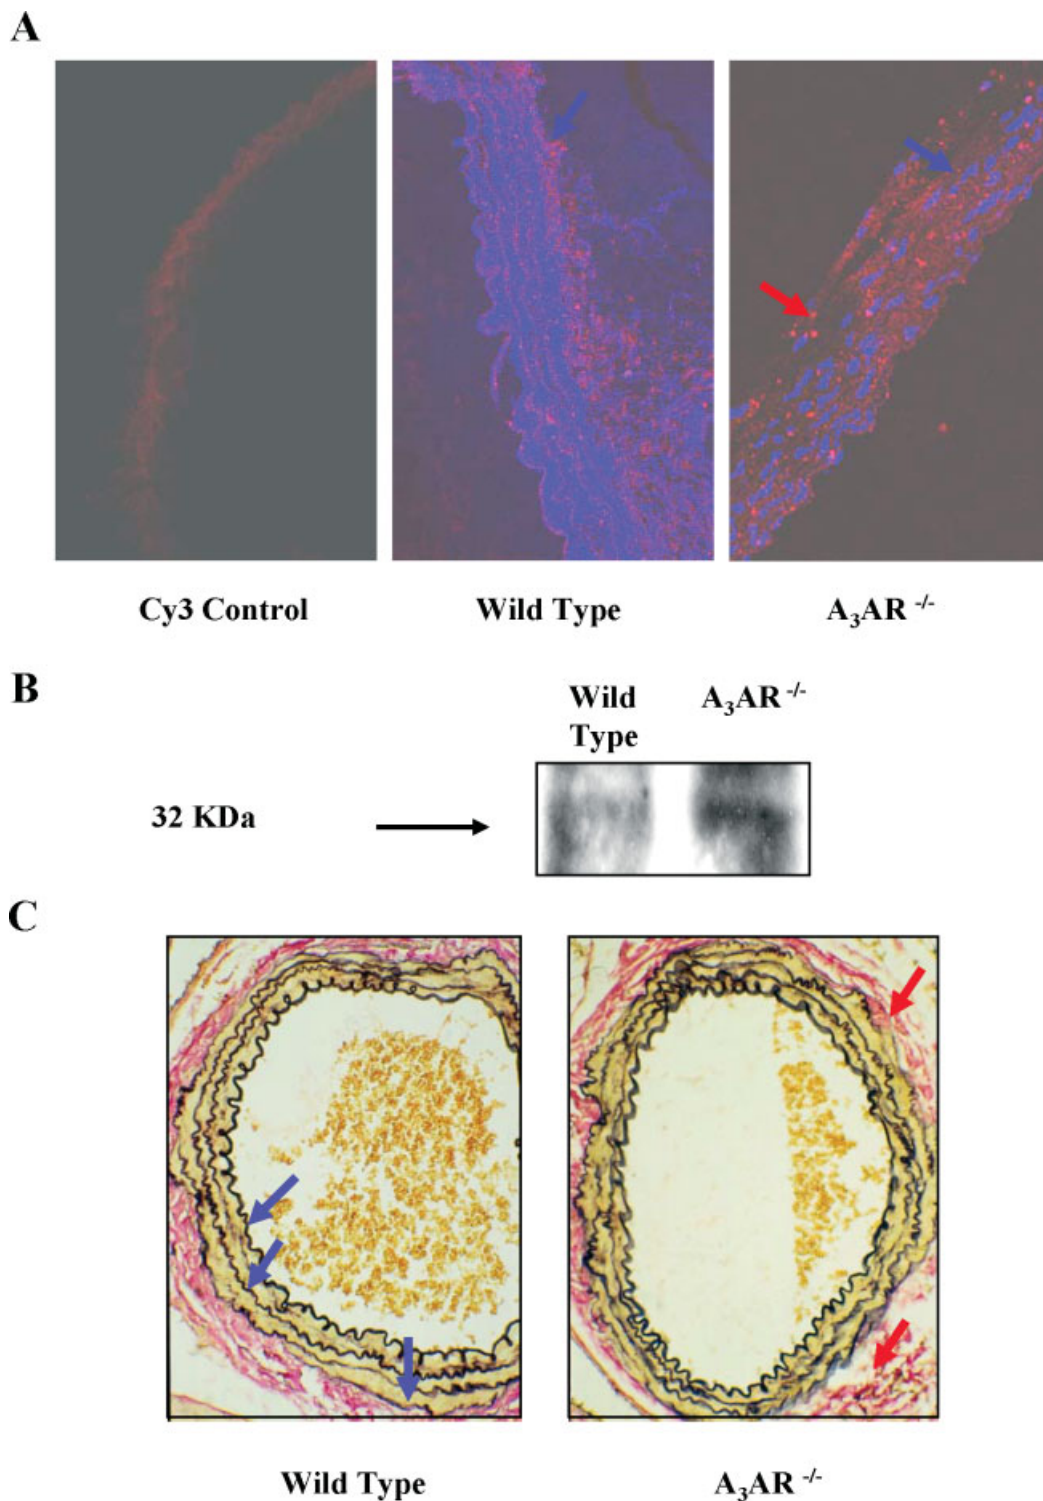 A
Cy3 Control
Wild Type
A₃AR ⁻/⁻
B
Wild
Type
A₃AR ⁻/⁻
32 KDa
C
Wild Type
A₃AR ⁻/⁻